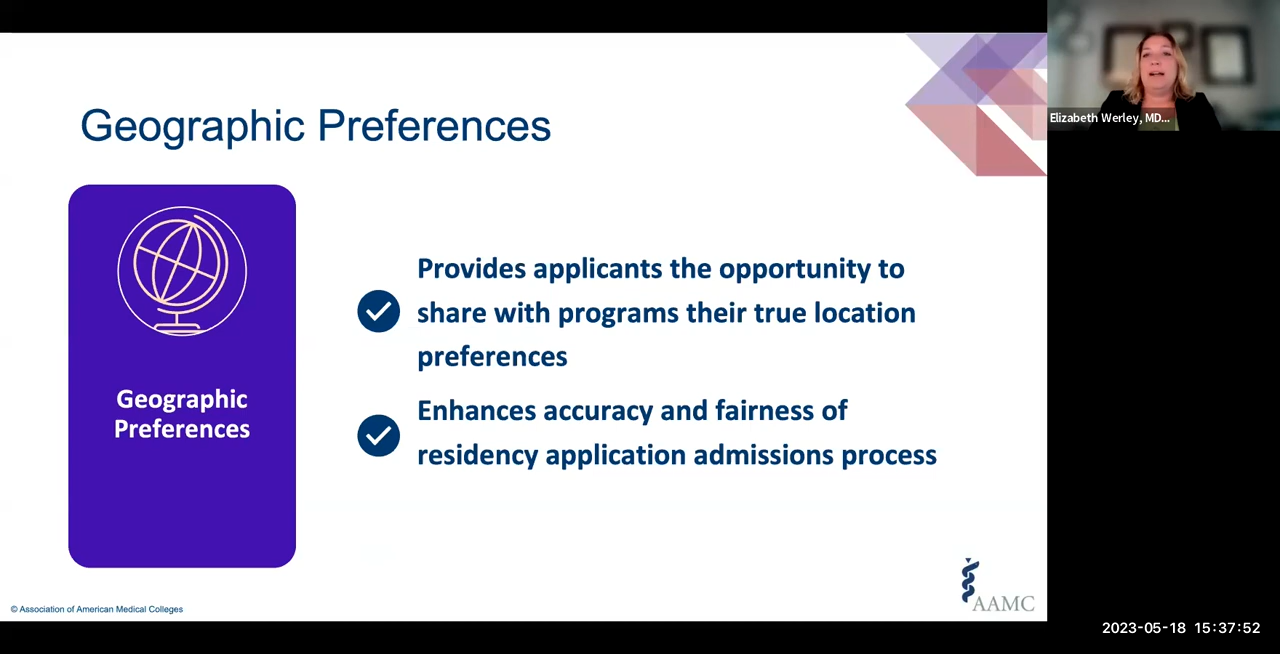 Geographic Preferences
Elizabeth Werley, MD...
Geographic
Preferences
Provides applicants the opportunity to
share with programs their true location
preferences
Enhances accuracy and fairness of
residency application admissions process
AAMC
© Association of American Medical Colleges
2023-05-18 15:37:52